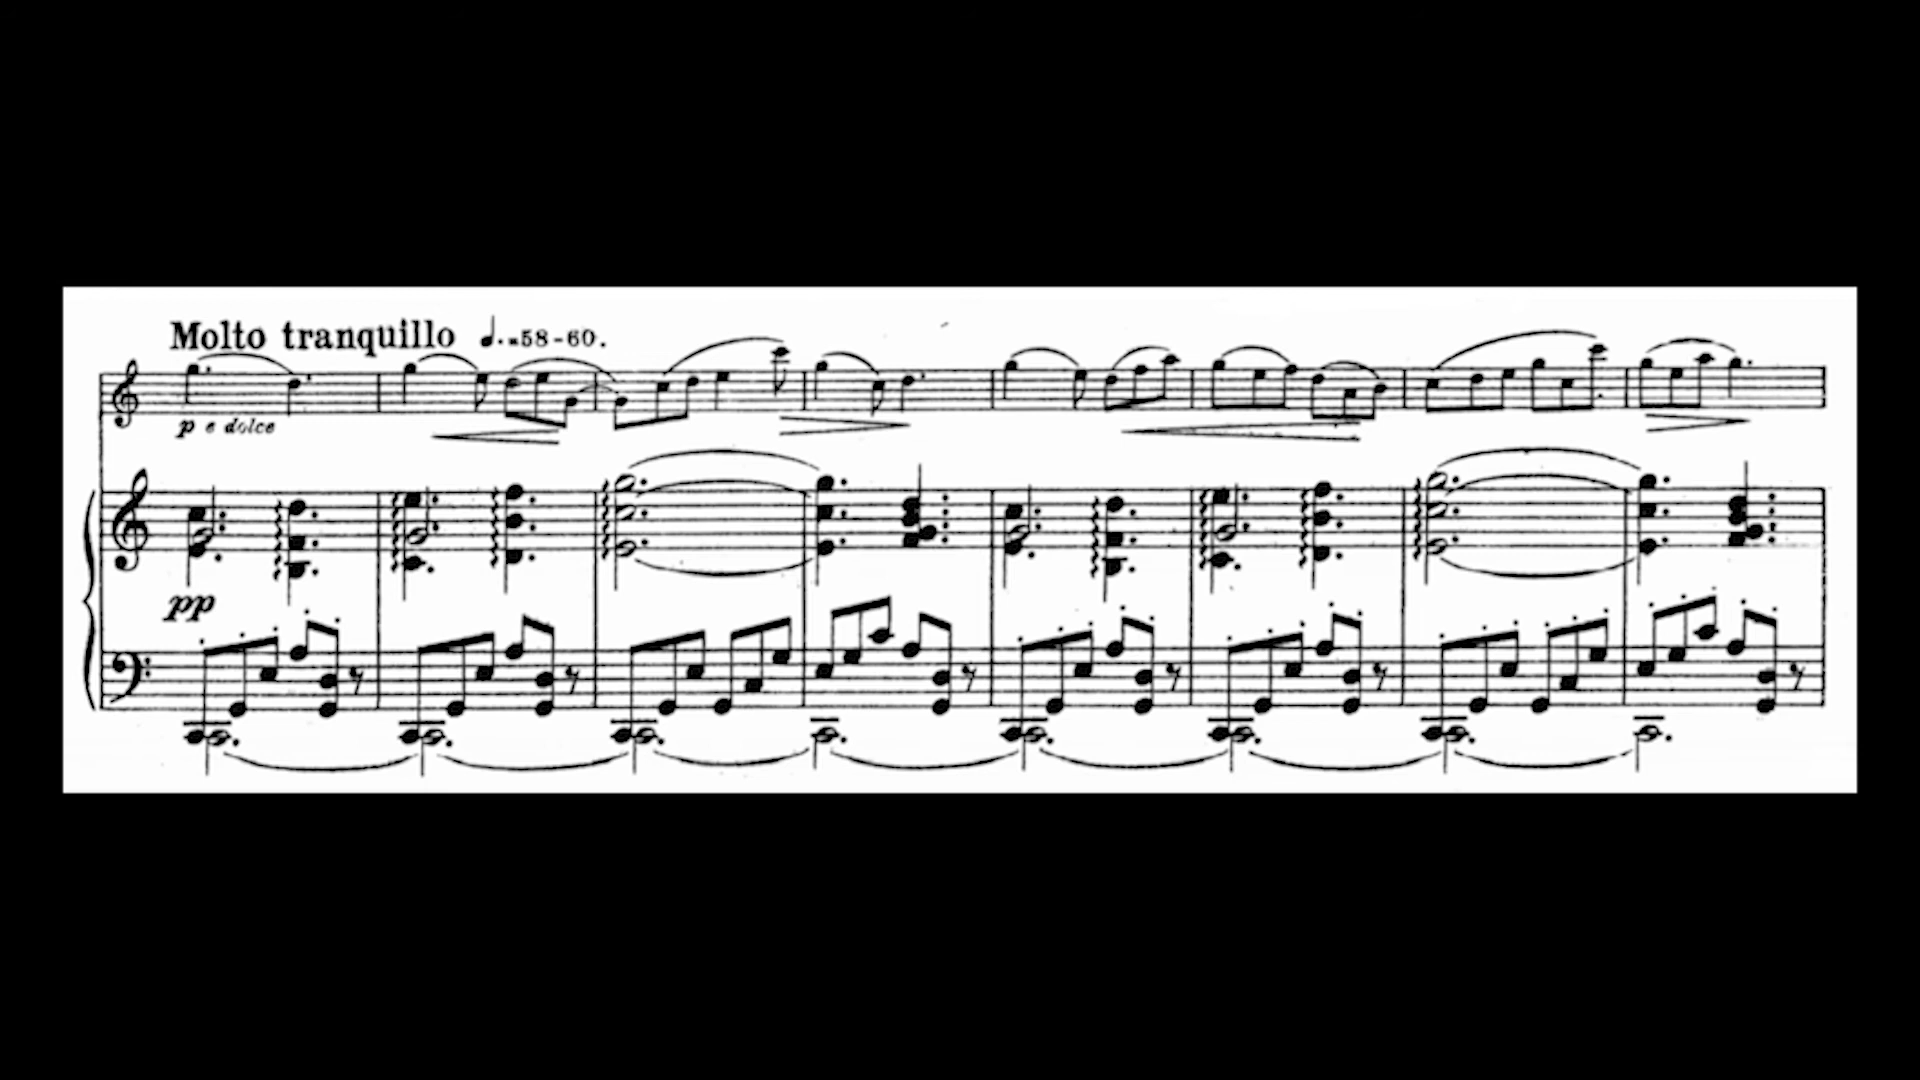 Molto tranquillo ♩.=58-60.
p e dolce
pp